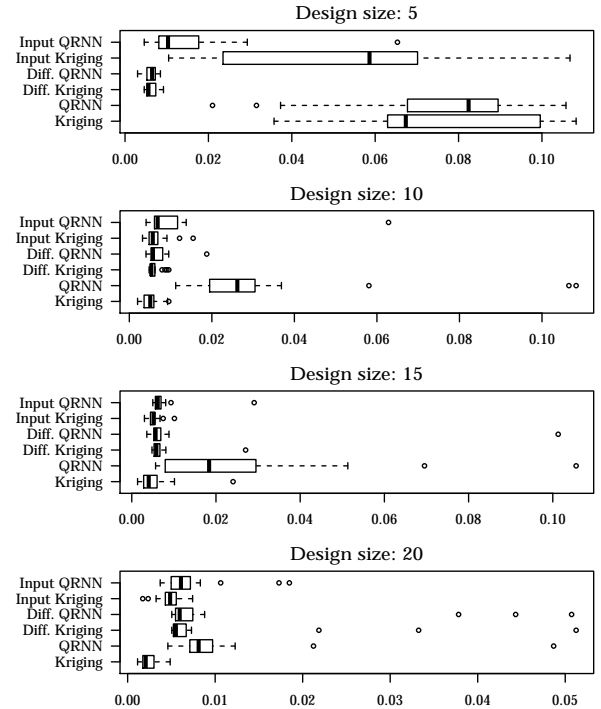 Design size: 5
Input QRNN
Input Kriging
Diff. QRNN
Diff. Kriging
QRNN
Kriging
0.00 0.02 0.04 0.06 0.08 0.10
Design size: 10
Input QRNN
Input Kriging
Diff. QRNN
Diff. Kriging
QRNN
Kriging
0.00 0.02 0.04 0.06 0.08 0.10
Design size: 15
Input QRNN
Input Kriging
Diff. QRNN
Diff. Kriging
QRNN
Kriging
0.00 0.02 0.04 0.06 0.08 0.10
Design size: 20
Input QRNN
Input Kriging
Diff. QRNN
Diff. Kriging
QRNN
Kriging
0.00 0.01 0.02 0.03 0.04 0.05